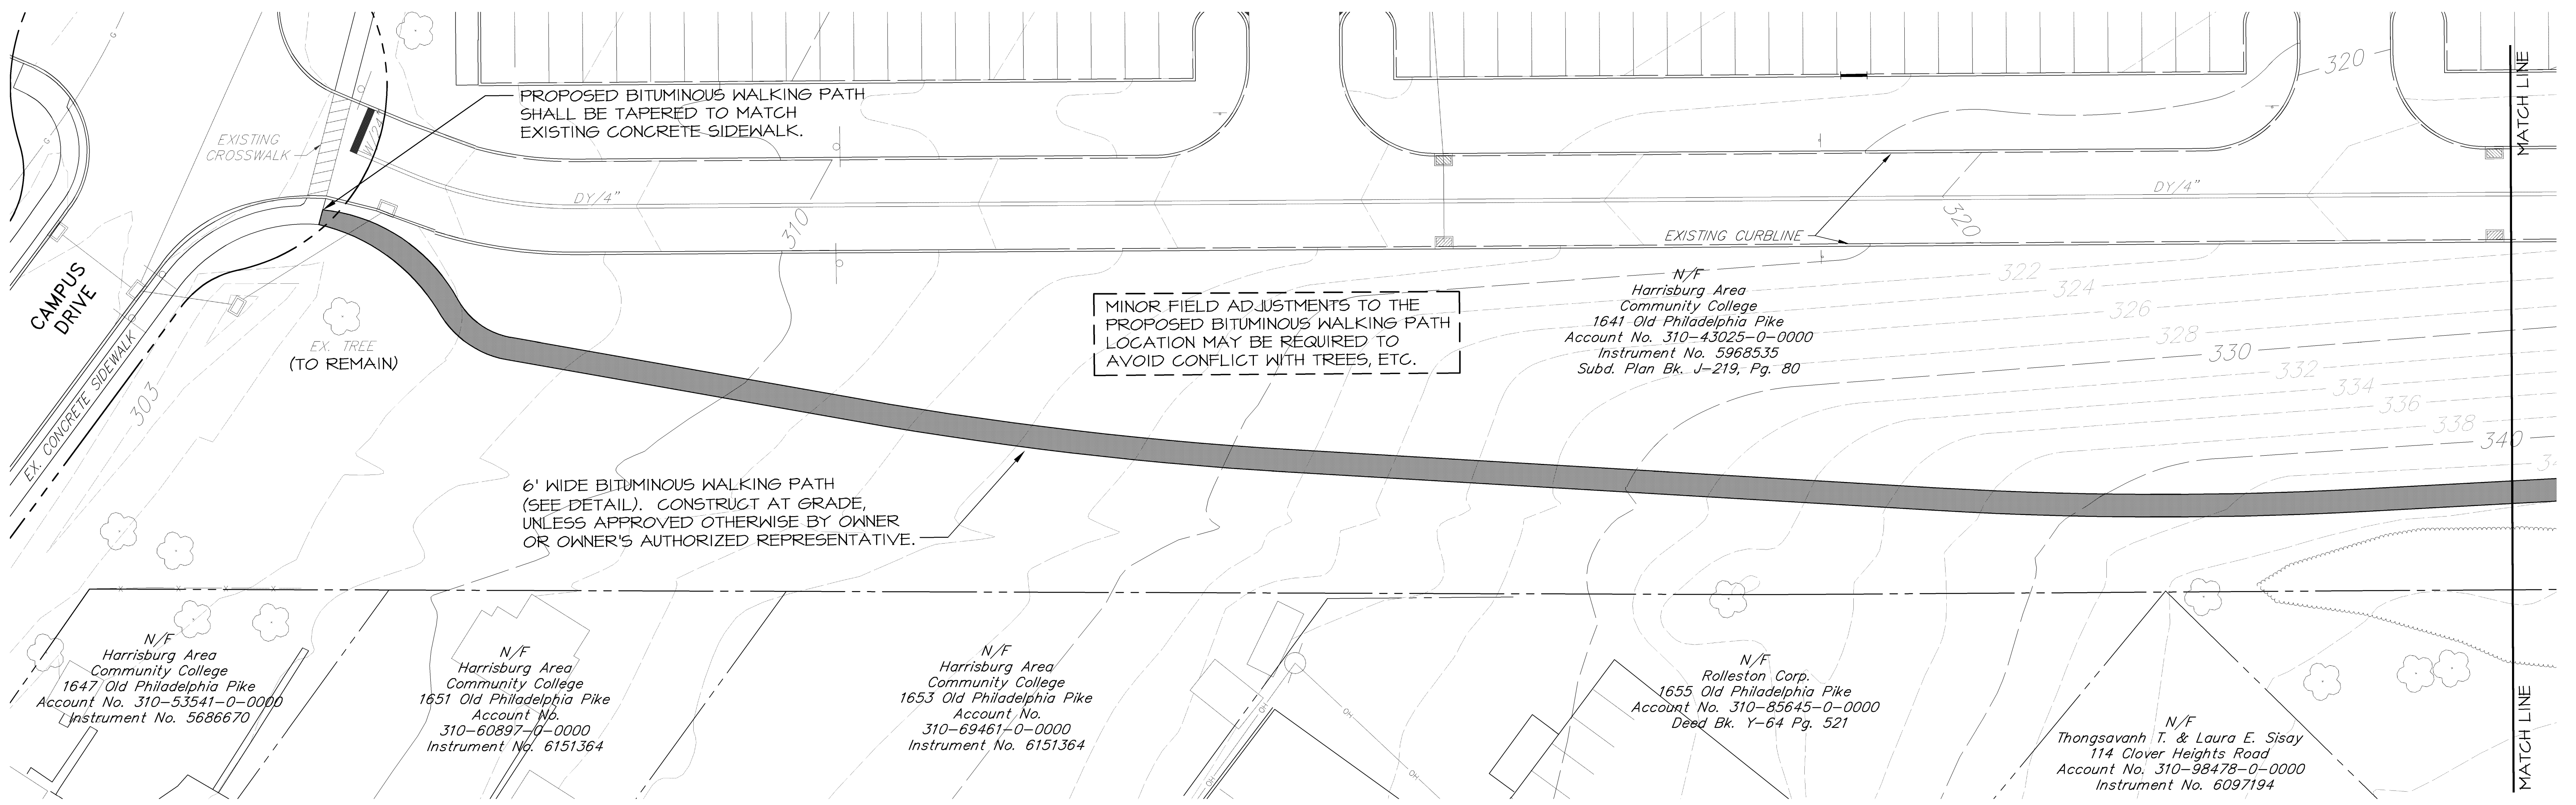 PROPOSED BITUMINOUS WALKING PATH
SHALL BE TAPERED TO MATCH
EXISTING CONCRETE SIDEWALK.
EXISTING
CROSSWALK
W/24"
G
G
DY/4"
DY/4"
310
320
320
EXISTING CURBLINE
MATCH LINE
CAMPUS
DRIVE
EX. TREE
(TO REMAIN)
EX. CONCRETE SIDEWALK
303
MINOR FIELD ADJUSTMENTS TO THE
PROPOSED BITUMINOUS WALKING PATH
LOCATION MAY BE REQUIRED TO
AVOID CONFLICT WITH TREES, ETC.
N/F
Harrisburg Area
Community College
1641 Old Philadelphia Pike
Account No. 310-43025-0-0000
Instrument No. 5968535
Subd. Plan Bk. J-219, Pg. 80
322
324
326
328
330
332
334
336
338
340
6' WIDE BITUMINOUS WALKING PATH
(SEE DETAIL). CONSTRUCT AT GRADE,
UNLESS APPROVED OTHERWISE BY OWNER
OR OWNER'S AUTHORIZED REPRESENTATIVE.
X X X X
N/F
Harrisburg Area
Community College
1647 Old Philadelphia Pike
Account No. 310-53541-0-0000
Instrument No. 5686670
N/F
Harrisburg Area
Community College
1651 Old Philadelphia Pike
Account No.
310-60897-0-0000
Instrument No. 6151364
N/F
Harrisburg Area
Community College
1653 Old Philadelphia Pike
Account No.
310-69461-0-0000
Instrument No. 6151364
OH
OH
OH
OH
N/F
Rolleston Corp.
1655 Old Philadelphia Pike
Account No. 310-85645-0-0000
Deed Bk. Y-64 Pg. 521
N/F
Thongsavanh T. & Laura E. Sisay
114 Clover Heights Road
Account No. 310-98478-0-0000
Instrument No. 6097194
MATCH LINE